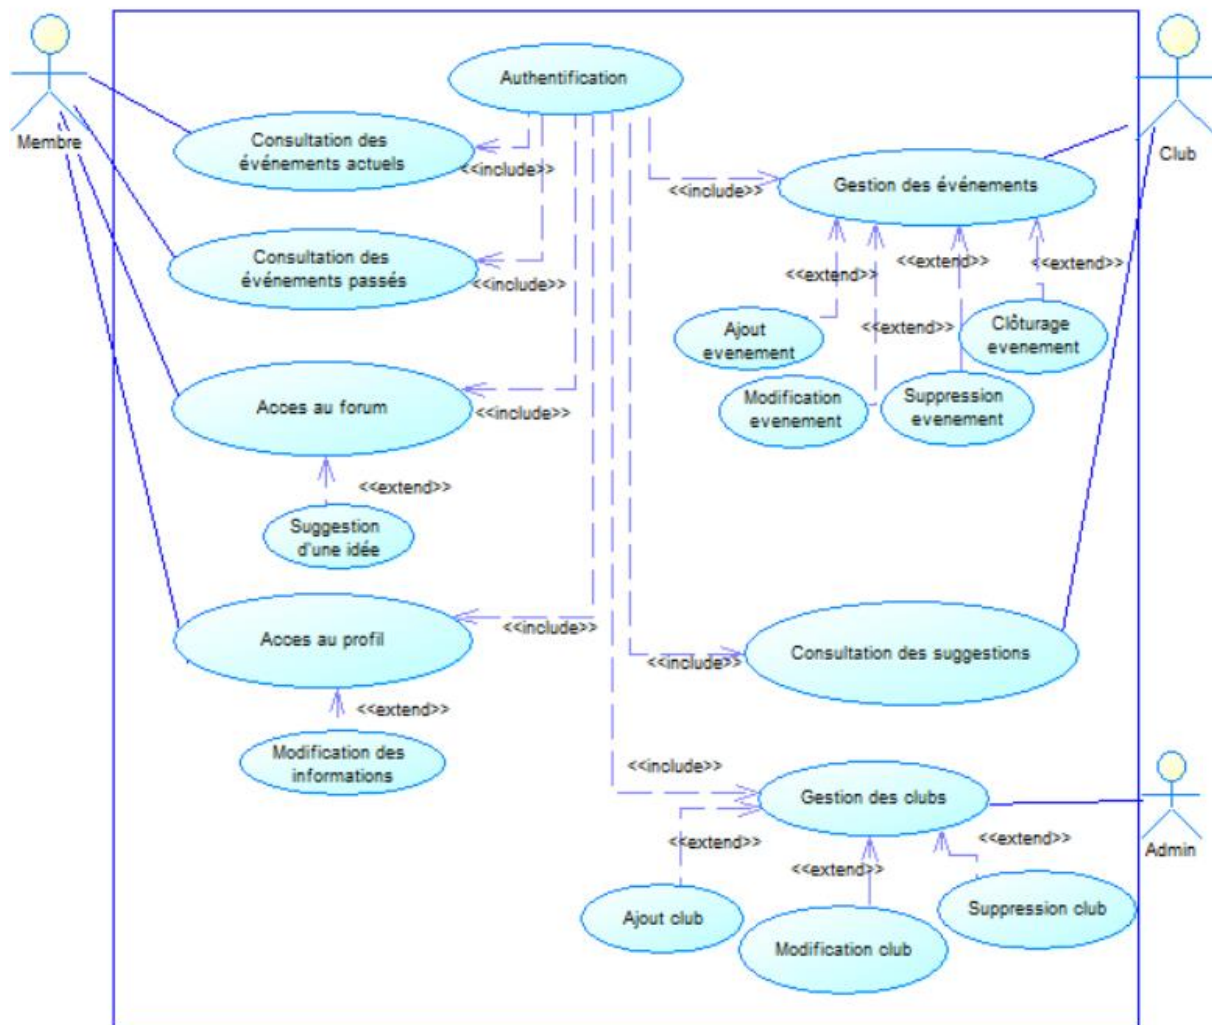 Authentification
Membre
Club
Consultation des
événements actuels
<<include>>
Gestion des événements
<<include>>
Consultation des
événements passés
<<include>>
<<extend>>
<<extend>>
<<extend>>
<<extend>>
Ajout
evenement
Clôturage
evenement
Modification
evenement
Suppression
evenement
Acces au forum
<<include>>
<<extend>>
Suggestion
d'une idée
Acces au profil
<<include>>
Consultation des suggestions
<<include>>
<<extend>>
Modification des
informations
<<include>>
Gestion des clubs
Admin
<<extend>>
<<extend>>
<<extend>>
Ajout club
Modification club
Suppression club